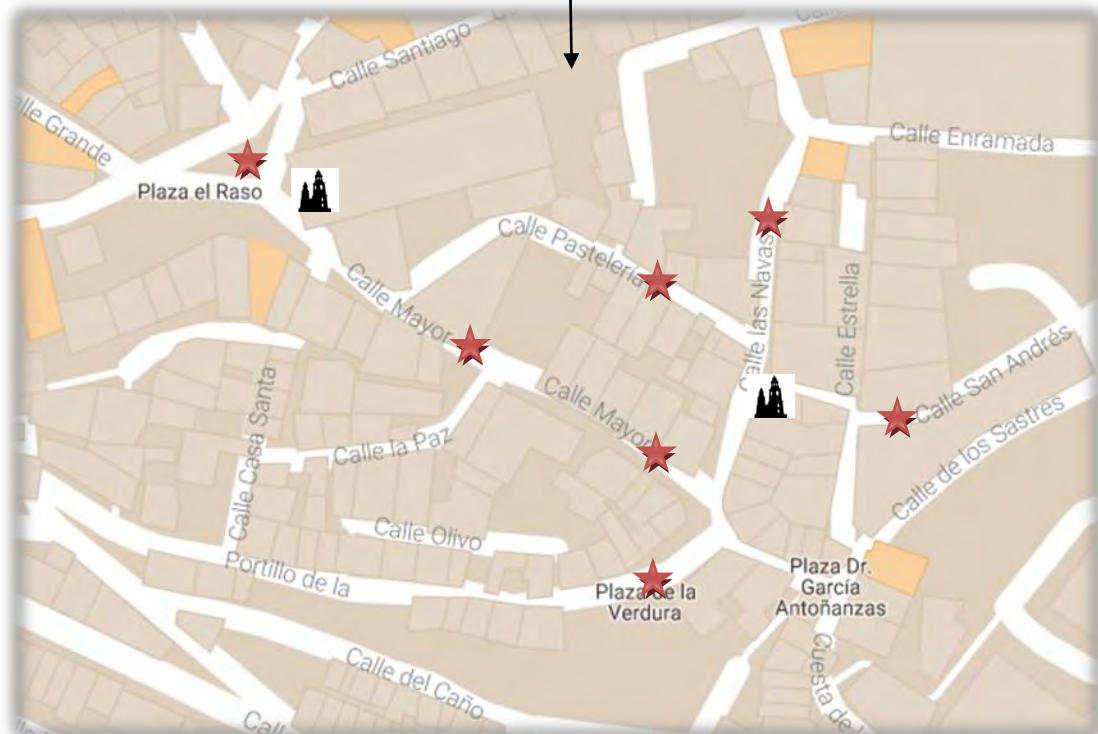 Calle Santiago
Calle Enramada
Plaza el Raso
Calle Pastelería
Calle las Navas
Calle Estrella
Calle Mayor
Calle San Andrés
Calle Mayor
Calle de los Sastres
Calle Casa Santa
Calle la Paz
Calle Olivo
Portillo de la
Plaza Dr.
García
Antoñanzas
Plaza de la
Verdura
Cuesta de
Calle del Caño